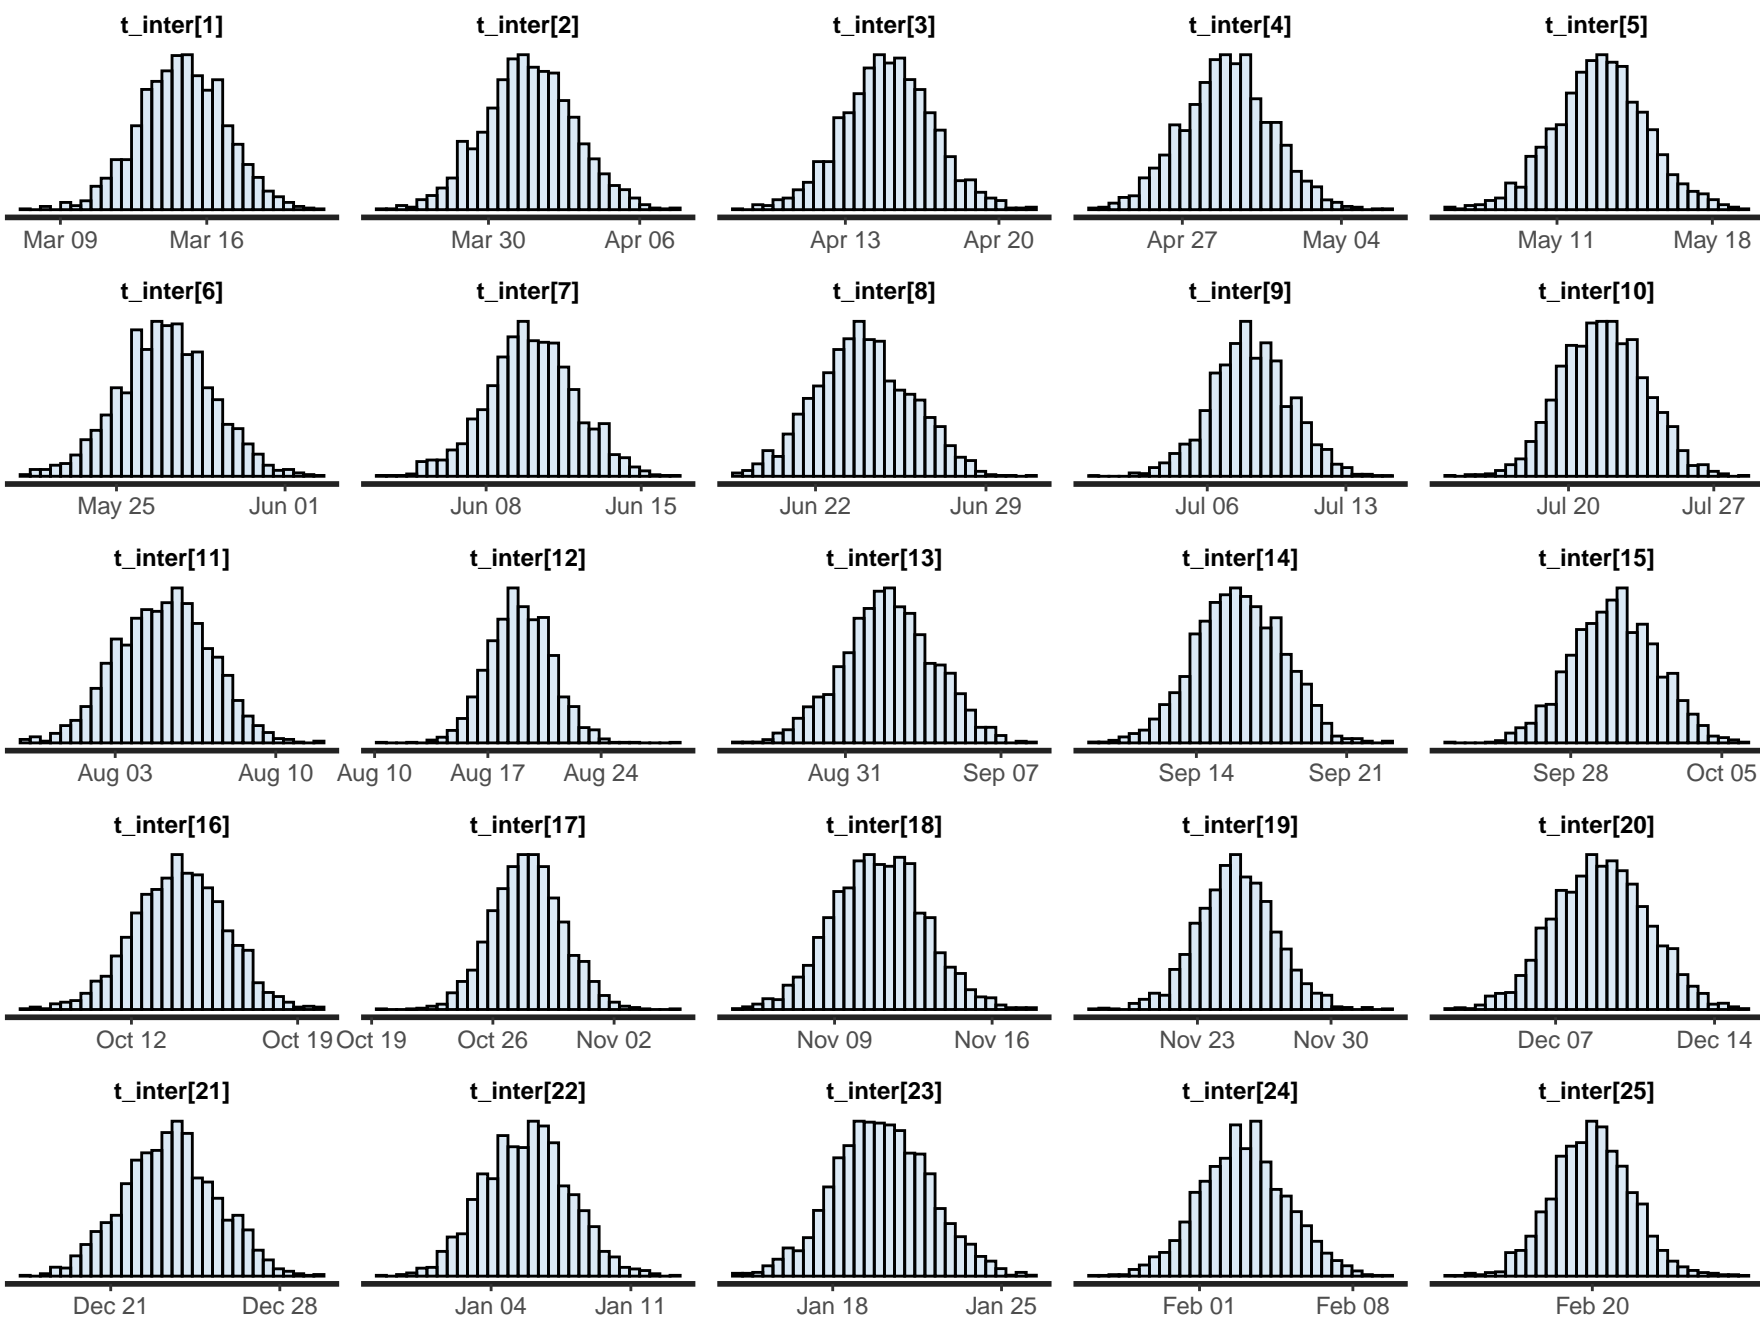 t_inter[1] t_inter[2] t_inter[3] t_inter[4] t_inter[5]
Mar 09 Mar 16 Mar 30 Apr 06 Apr 13 Apr 20 Apr 27 May 04 May 11 May 18
t_inter[6] t_inter[7] t_inter[8] t_inter[9] t_inter[10]
May 25 Jun 01 Jun 08 Jun 15 Jun 22 Jun 29 Jul 06 Jul 13 Jul 20 Jul 27
t_inter[11] t_inter[12] t_inter[13] t_inter[14] t_inter[15]
Aug 03 Aug 10 Aug 10 Aug 17 Aug 24 Aug 31 Sep 07 Sep 14 Sep 21 Sep 28 Oct 05
t_inter[16] t_inter[17] t_inter[18] t_inter[19] t_inter[20]
Oct 12 Oct 19 Oct 19 Oct 26 Nov 02 Nov 09 Nov 16 Nov 23 Nov 30 Dec 07 Dec 14
t_inter[21] t_inter[22] t_inter[23] t_inter[24] t_inter[25]
Dec 21 Dec 28 Jan 04 Jan 11 Jan 18 Jan 25 Feb 01 Feb 08 Feb 20